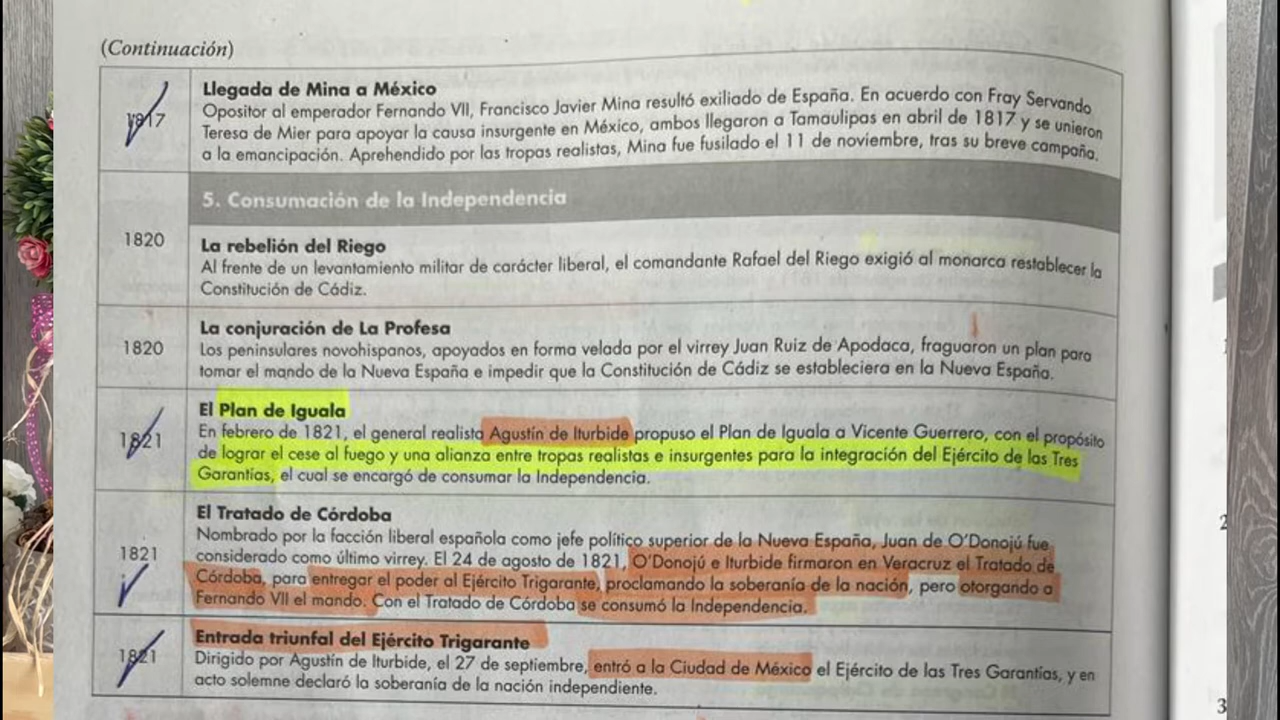 (Continuación)
1817
Llegada de Mina a México
Opositor al emperador Fernando VII, Francisco Javier Mina resultó exiliado de España. En acuerdo con Fray Servando
Teresa de Mier para apoyar la causa insurgente en México, ambos llegaron a Tamaulipas en abril de 1817 y se unieron
a la emancipación. Aprehendido por las tropas realistas, Mina fue fusilado el 11 de noviembre, tras su breve campaña.
5. Consumación de la Independencia
1820
La rebelión del Riego
Al frente de un levantamiento militar de carácter liberal, el comandante Rafael del Riego exigió al monarca restablecer la
Constitución de Cádiz.
1820
La conjuración de La Profesa
Los peninsulares novohispanos, apoyados en forma velada por el virrey Juan Ruiz de Apodaca, fraguaron un plan para
tomar el mando de la Nueva España e impedir que la Constitución de Cádiz se estableciera en la Nueva España.
1821
El Plan de Iguala
En febrero de 1821, el general realista Agustín de Iturbide propuso el Plan de Iguala a Vicente Guerrero, con el propósito
de lograr el cese al fuego y una alianza entre tropas realistas e insurgentes para la integración del Ejército de las Tres
Garantías, el cual se encargó de consumar la Independencia.
1821
El Tratado de Córdoba
Nombrado por la facción liberal española como jefe político superior de la Nueva España, Juan de O'Donojú fue
considerado como último virrey. El 24 de agosto de 1821, O'Donojú e Iturbide firmaron en Veracruz el Tratado de
Córdoba, para entregar el poder al Ejército Trigarante, proclamando la soberanía de la nación, pero otorgando a
Fernando VII el mando. Con el Tratado de Córdoba se consumó la Independencia.
1821
Entrada triunfal del Ejército Trigarante
Dirigido por Agustín de Iturbide, el 27 de septiembre, entró a la Ciudad de México el Ejército de las Tres Garantías, y en
acto solemne declaró la soberanía de la nación independiente.
2
3